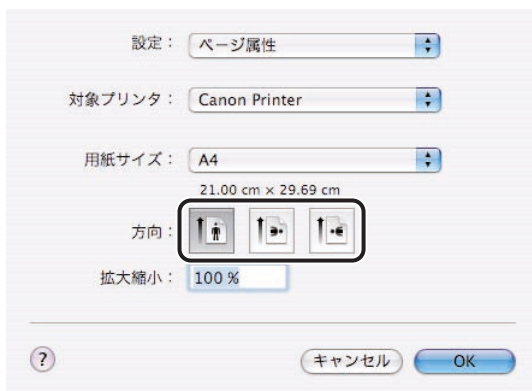 設定： ページ属性
対象プリンタ： Canon Printer
用紙サイズ： A4
21.00 cm × 29.69 cm
方向：
拡大縮小： 100 %
? キャンセル OK